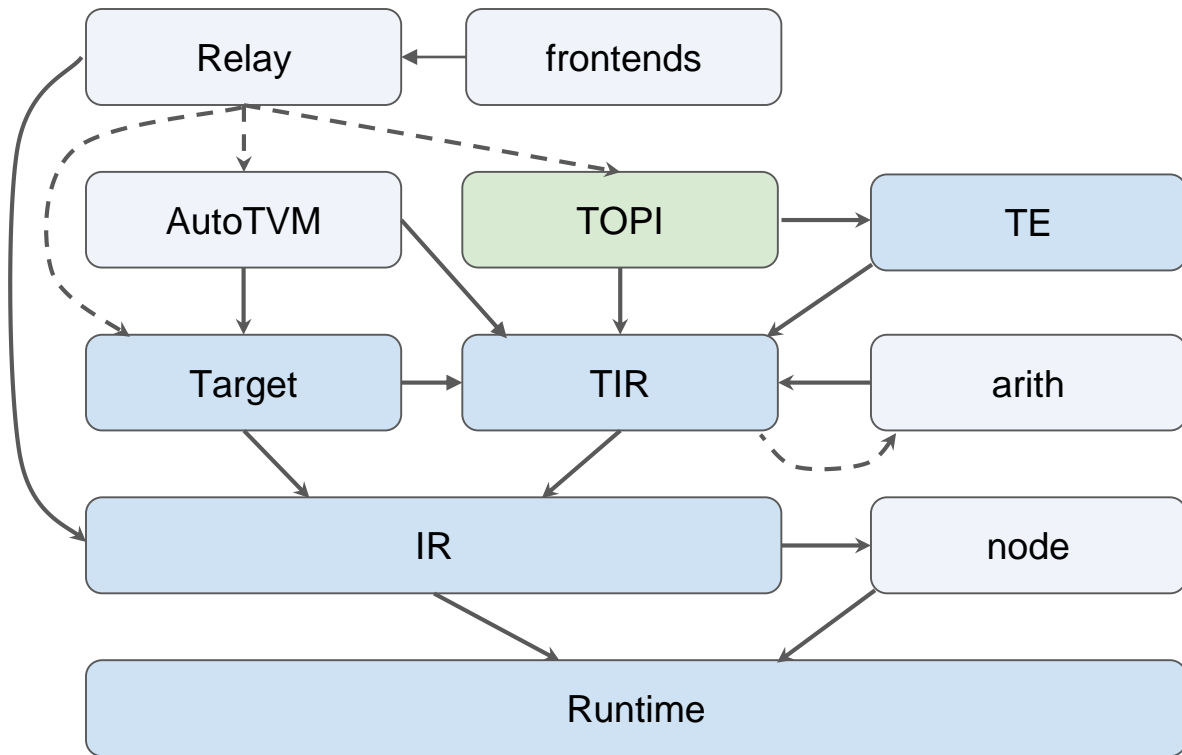 Relay
frontends
AutoTVM
TOPI
TE
Target
TIR
arith
IR
node
Runtime